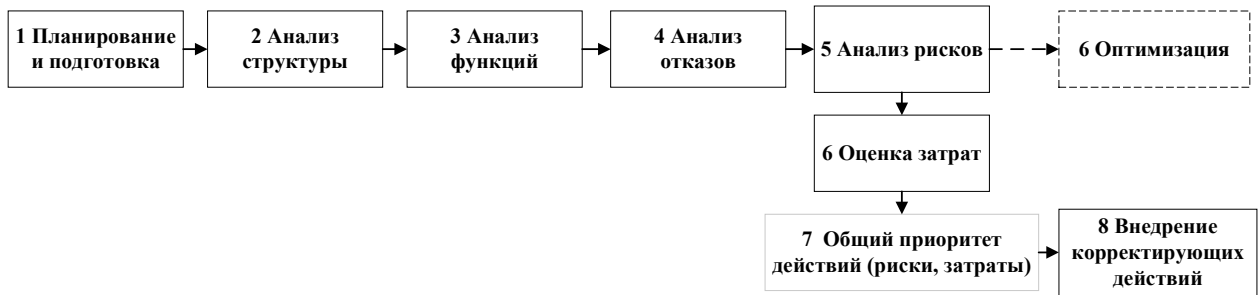 1 Планирование
и подготовка
2 Анализ
структуры
3 Анализ
функций
4 Анализ
отказов
5 Анализ рисков
6 Оптимизация
6 Оценка затрат
7 Общий приоритет
действий (риски, затраты)
8 Внедрение
корректирующих
действий